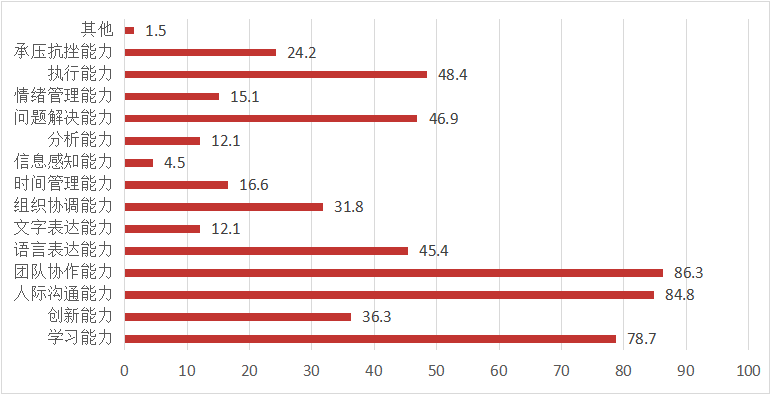 其他 1.5
承压抗挫能力 24.2
执行能力 48.4
情绪管理能力 15.1
问题解决能力 46.9
分析能力 12.1
信息感知能力 4.5
时间管理能力 16.6
组织协调能力 31.8
文字表达能力 12.1
语言表达能力 45.4
团队协作能力 86.3
人际沟通能力 84.8
创新能力 36.3
学习能力 78.7
0 10 20 30 40 50 60 70 80 90 100